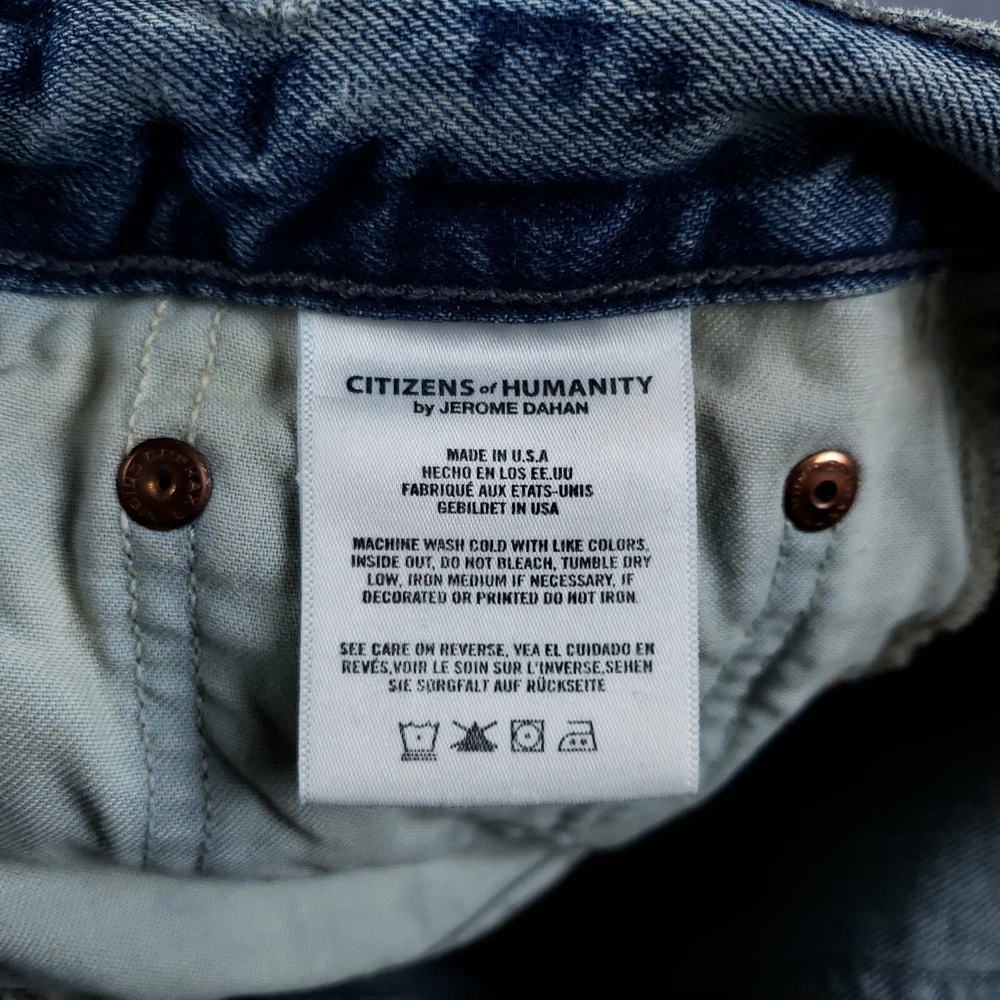 CITIZENS of HUMANITY
by JEROME DAHAN
MADE IN U.S.A
HECHO EN LOS EE.UU
FABRIQUÉ AUX ETATS-UNIS
GEBILDET IN USA
MACHINE WASH COLD WITH LIKE COLORS,
INSIDE OUT, DO NOT BLEACH, TUMBLE DRY
LOW, IRON MEDIUM IF NECESSARY, IF
DECORATED OR PRINTED DO NOT IRON.
SEE CARE ON REVERSE, VEA EL CUIDADO EN
REVÉS,VOIR LE SOIN SUR L'INVERSE,SEHEN
SIE SORGFALT AUF RÜCKSEITE